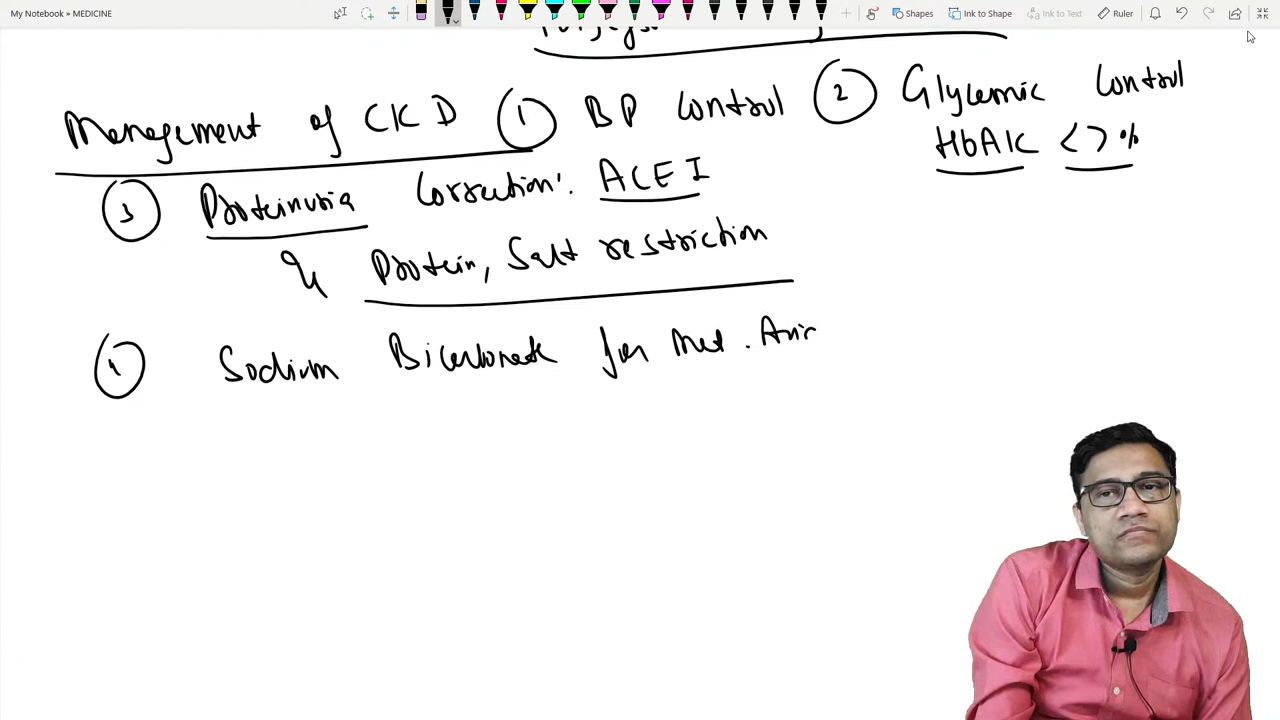 My Notebook » MEDICINE
Shapes Ink to Shape Ink to Text Ruler
Management of CKD ① BP control ② Glycemic Control
HbA1c <7%
③ Proteinuria Correction: ACEI
& Protein, Salt restriction
④ Sodium Bicarbonate for Met.